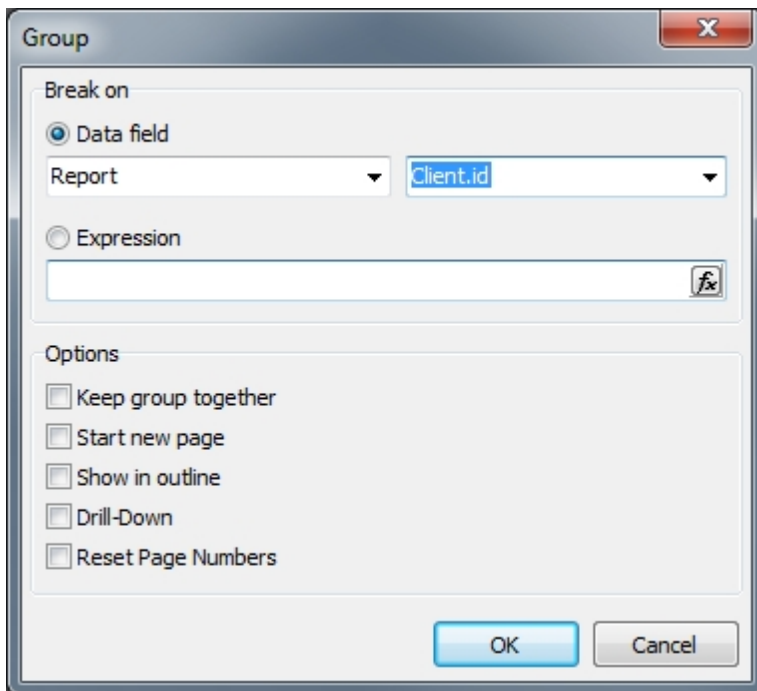 Group
Break on
Data field
Report Client.id
Expression
fx
Options
Keep group together
Start new page
Show in outline
Drill-Down
Reset Page Numbers
OK Cancel